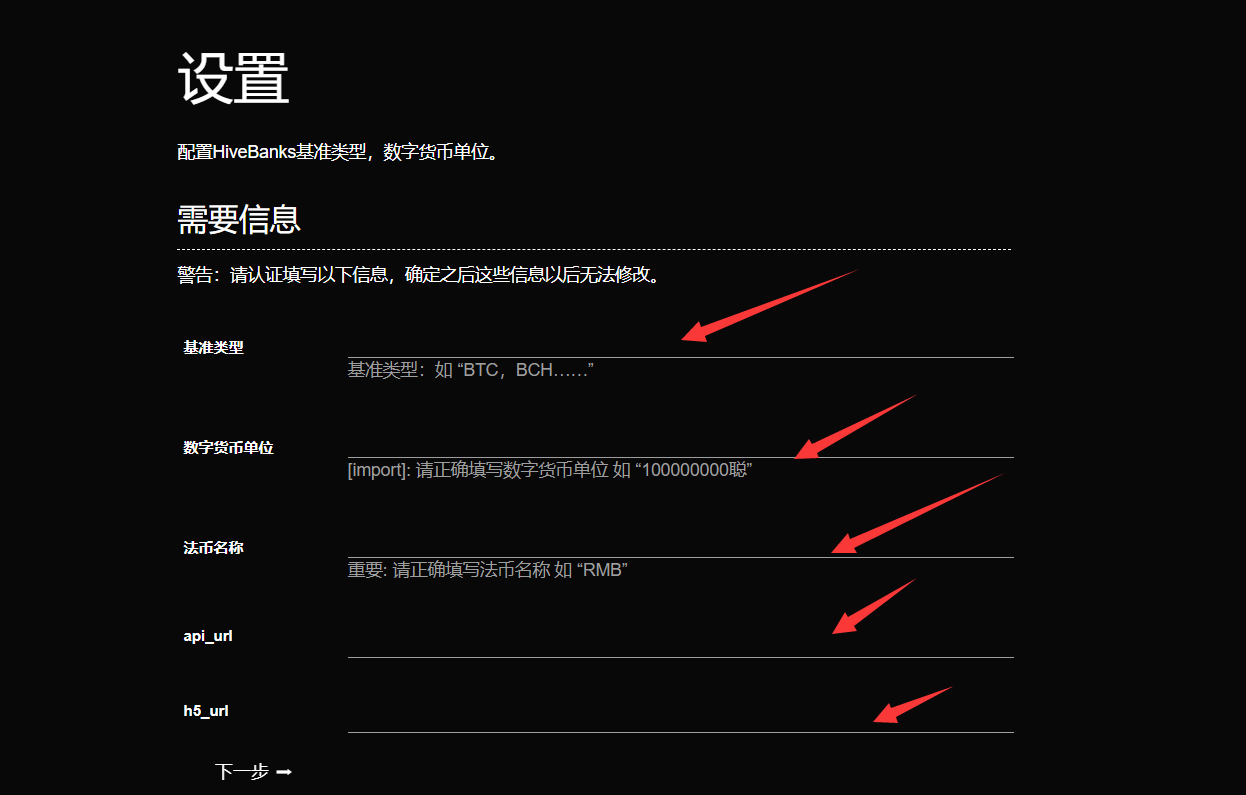 设置
配置HiveBanks基准类型，数字货币单位。
需要信息
警告：请认证填写以下信息，确定之后这些信息以后无法修改。
基准类型
基准类型：如 “BTC，BCH……”
数字货币单位
[import]: 请正确填写数字货币单位 如 “100000000聪”
法币名称
重要: 请正确填写法币名称 如 “RMB”
api_url
h5_url
下一步 ➡